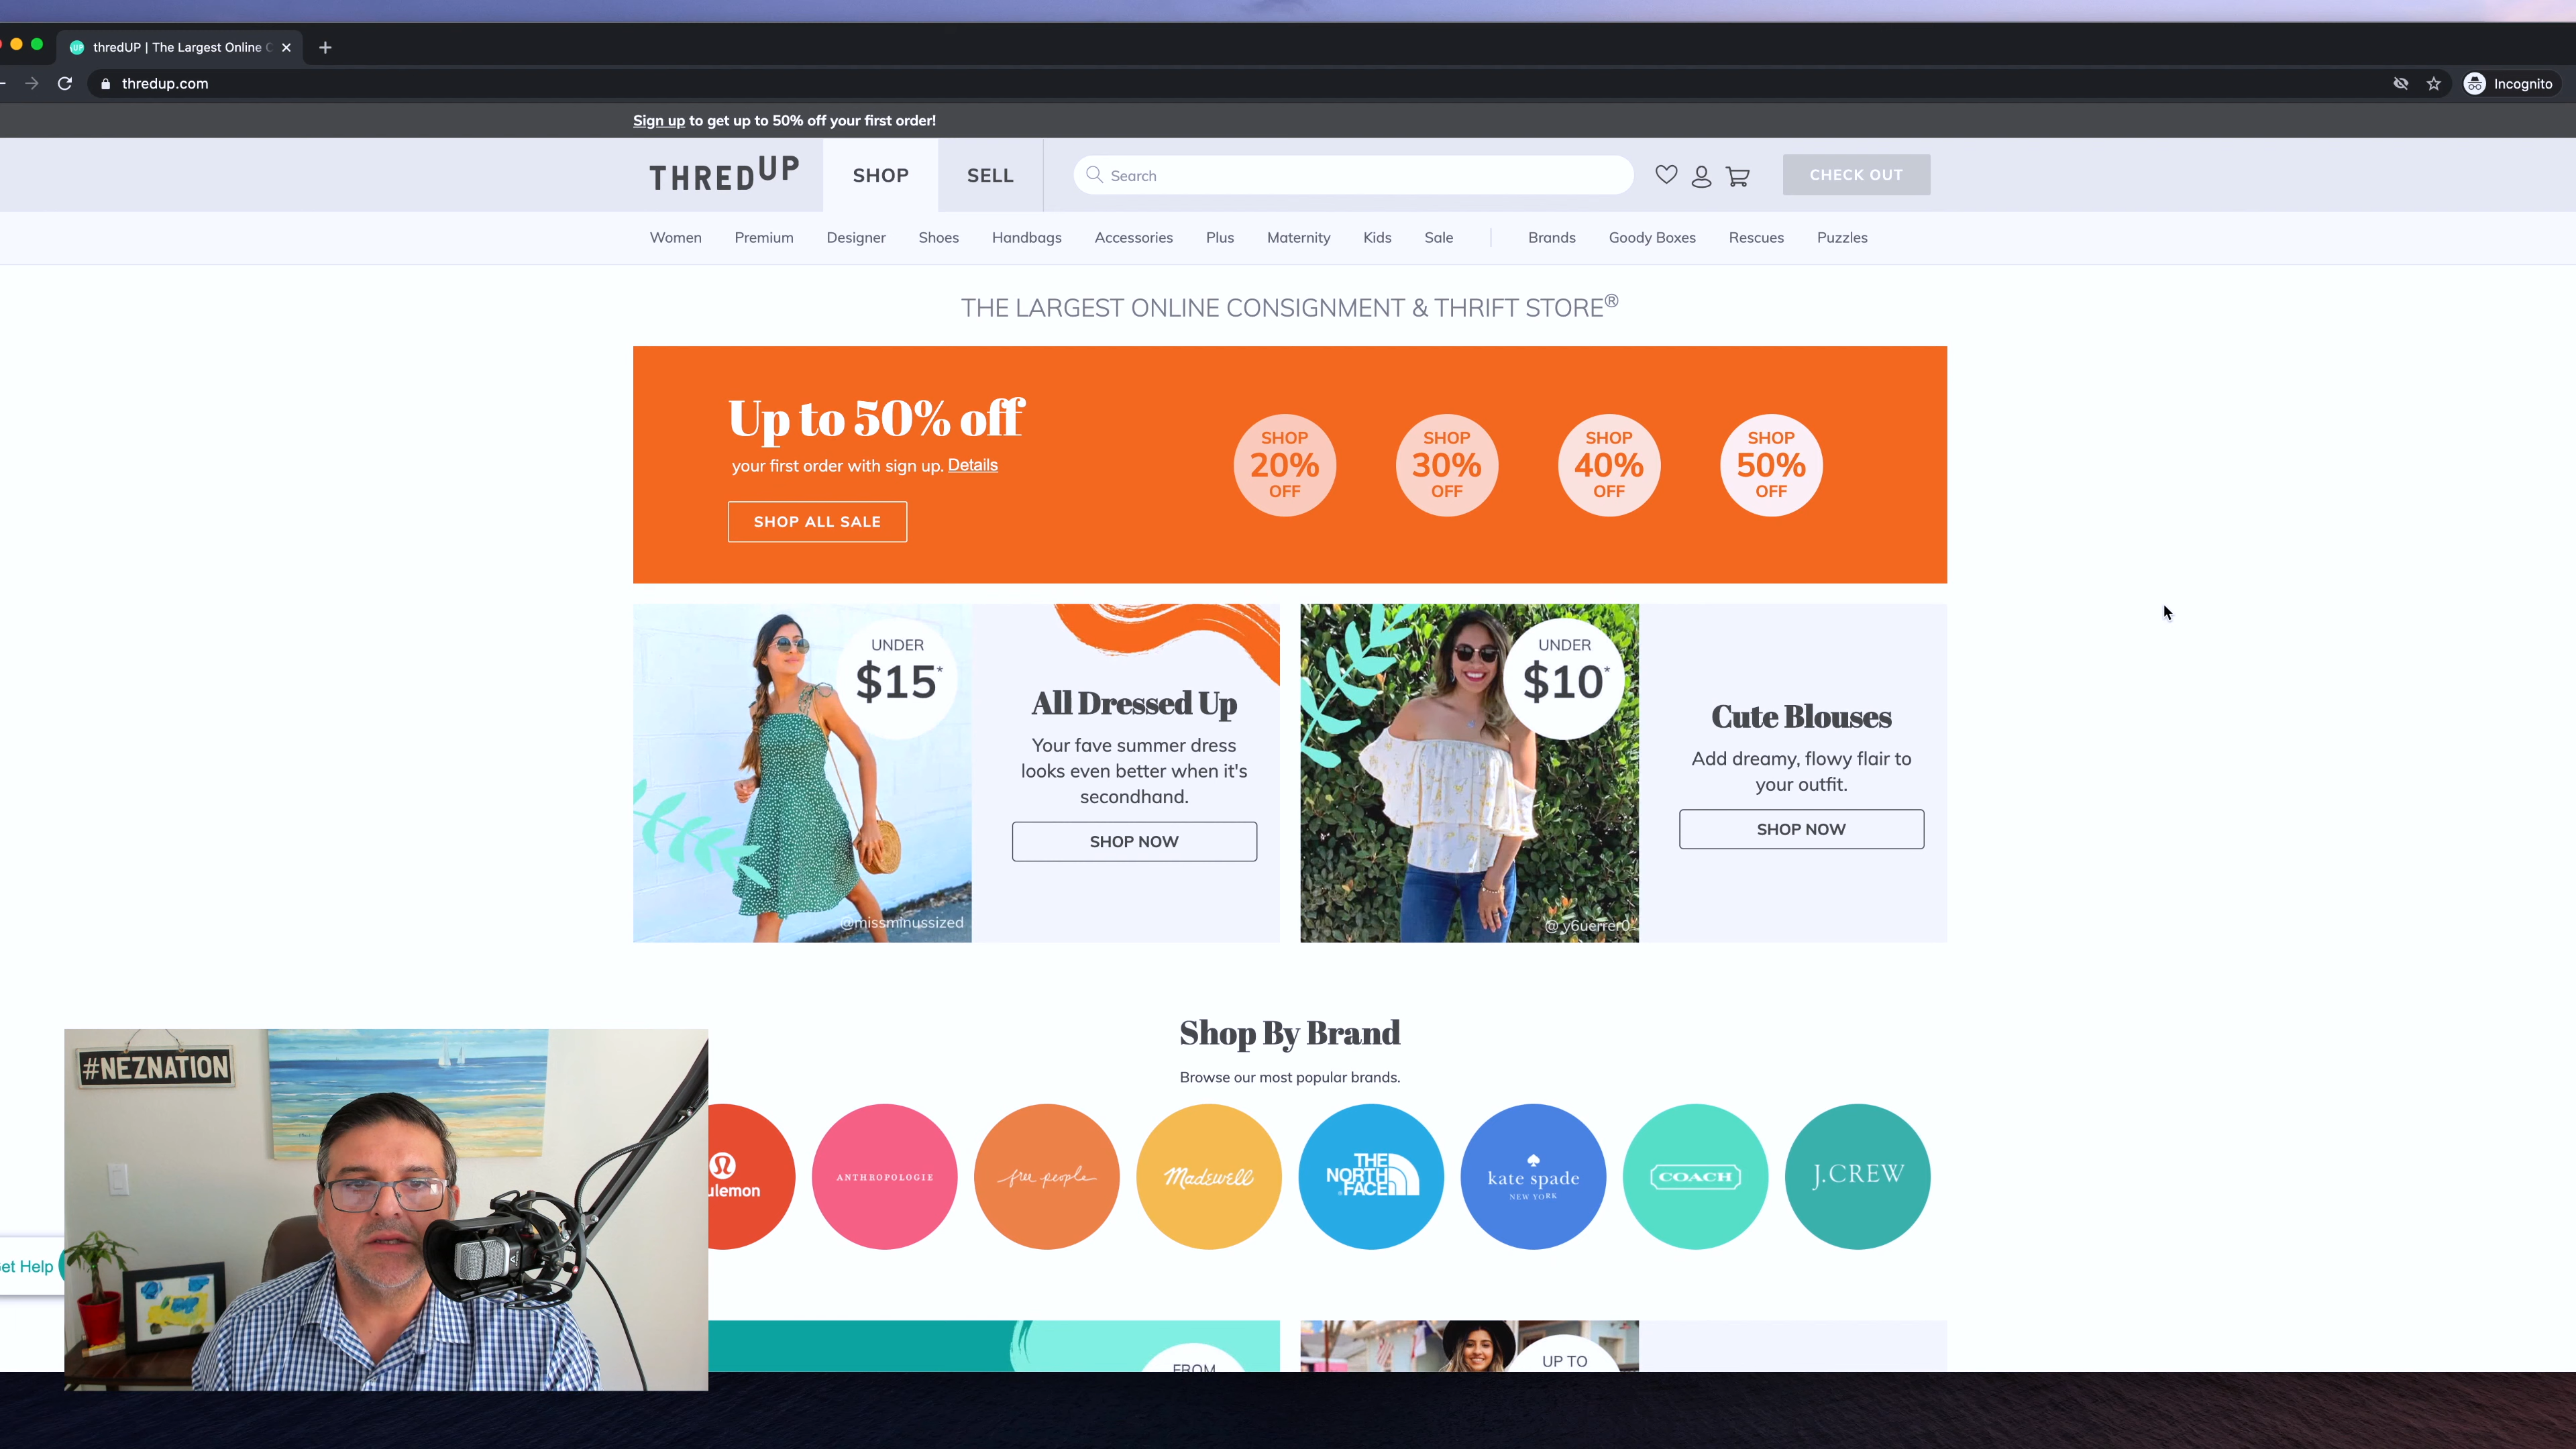 thredUP | The Largest Online C
thredup.com
Incognito
Sign up to get up to 50% off your first order!
THREDUP
SHOP
SELL
Search
CHECK OUT
Women Premium Designer Shoes Handbags Accessories Plus Maternity Kids Sale Brands Goody Boxes Rescues Puzzles
THE LARGEST ONLINE CONSIGNMENT & THRIFT STORE®
Up to 50% off
your first order with sign up. Details
SHOP ALL SALE
SHOP
20%
OFF
SHOP
30%
OFF
SHOP
40%
OFF
SHOP
50%
OFF
UNDER
$15*
@missminussized
All Dressed Up
Your fave summer dress
looks even better when it's
secondhand.
SHOP NOW
UNDER
$10*
@_y6uerrer0_
Cute Blouses
Add dreamy, flowy flair to
your outfit.
SHOP NOW
Shop By Brand
Browse our most popular brands.
ulemon
ANTHROPOLOGIE
free people
Madewell
THE
NORTH
FACE
kate spade
NEW YORK
COACH
J.CREW
#NEZNATION
et Help
FROM
UP TO